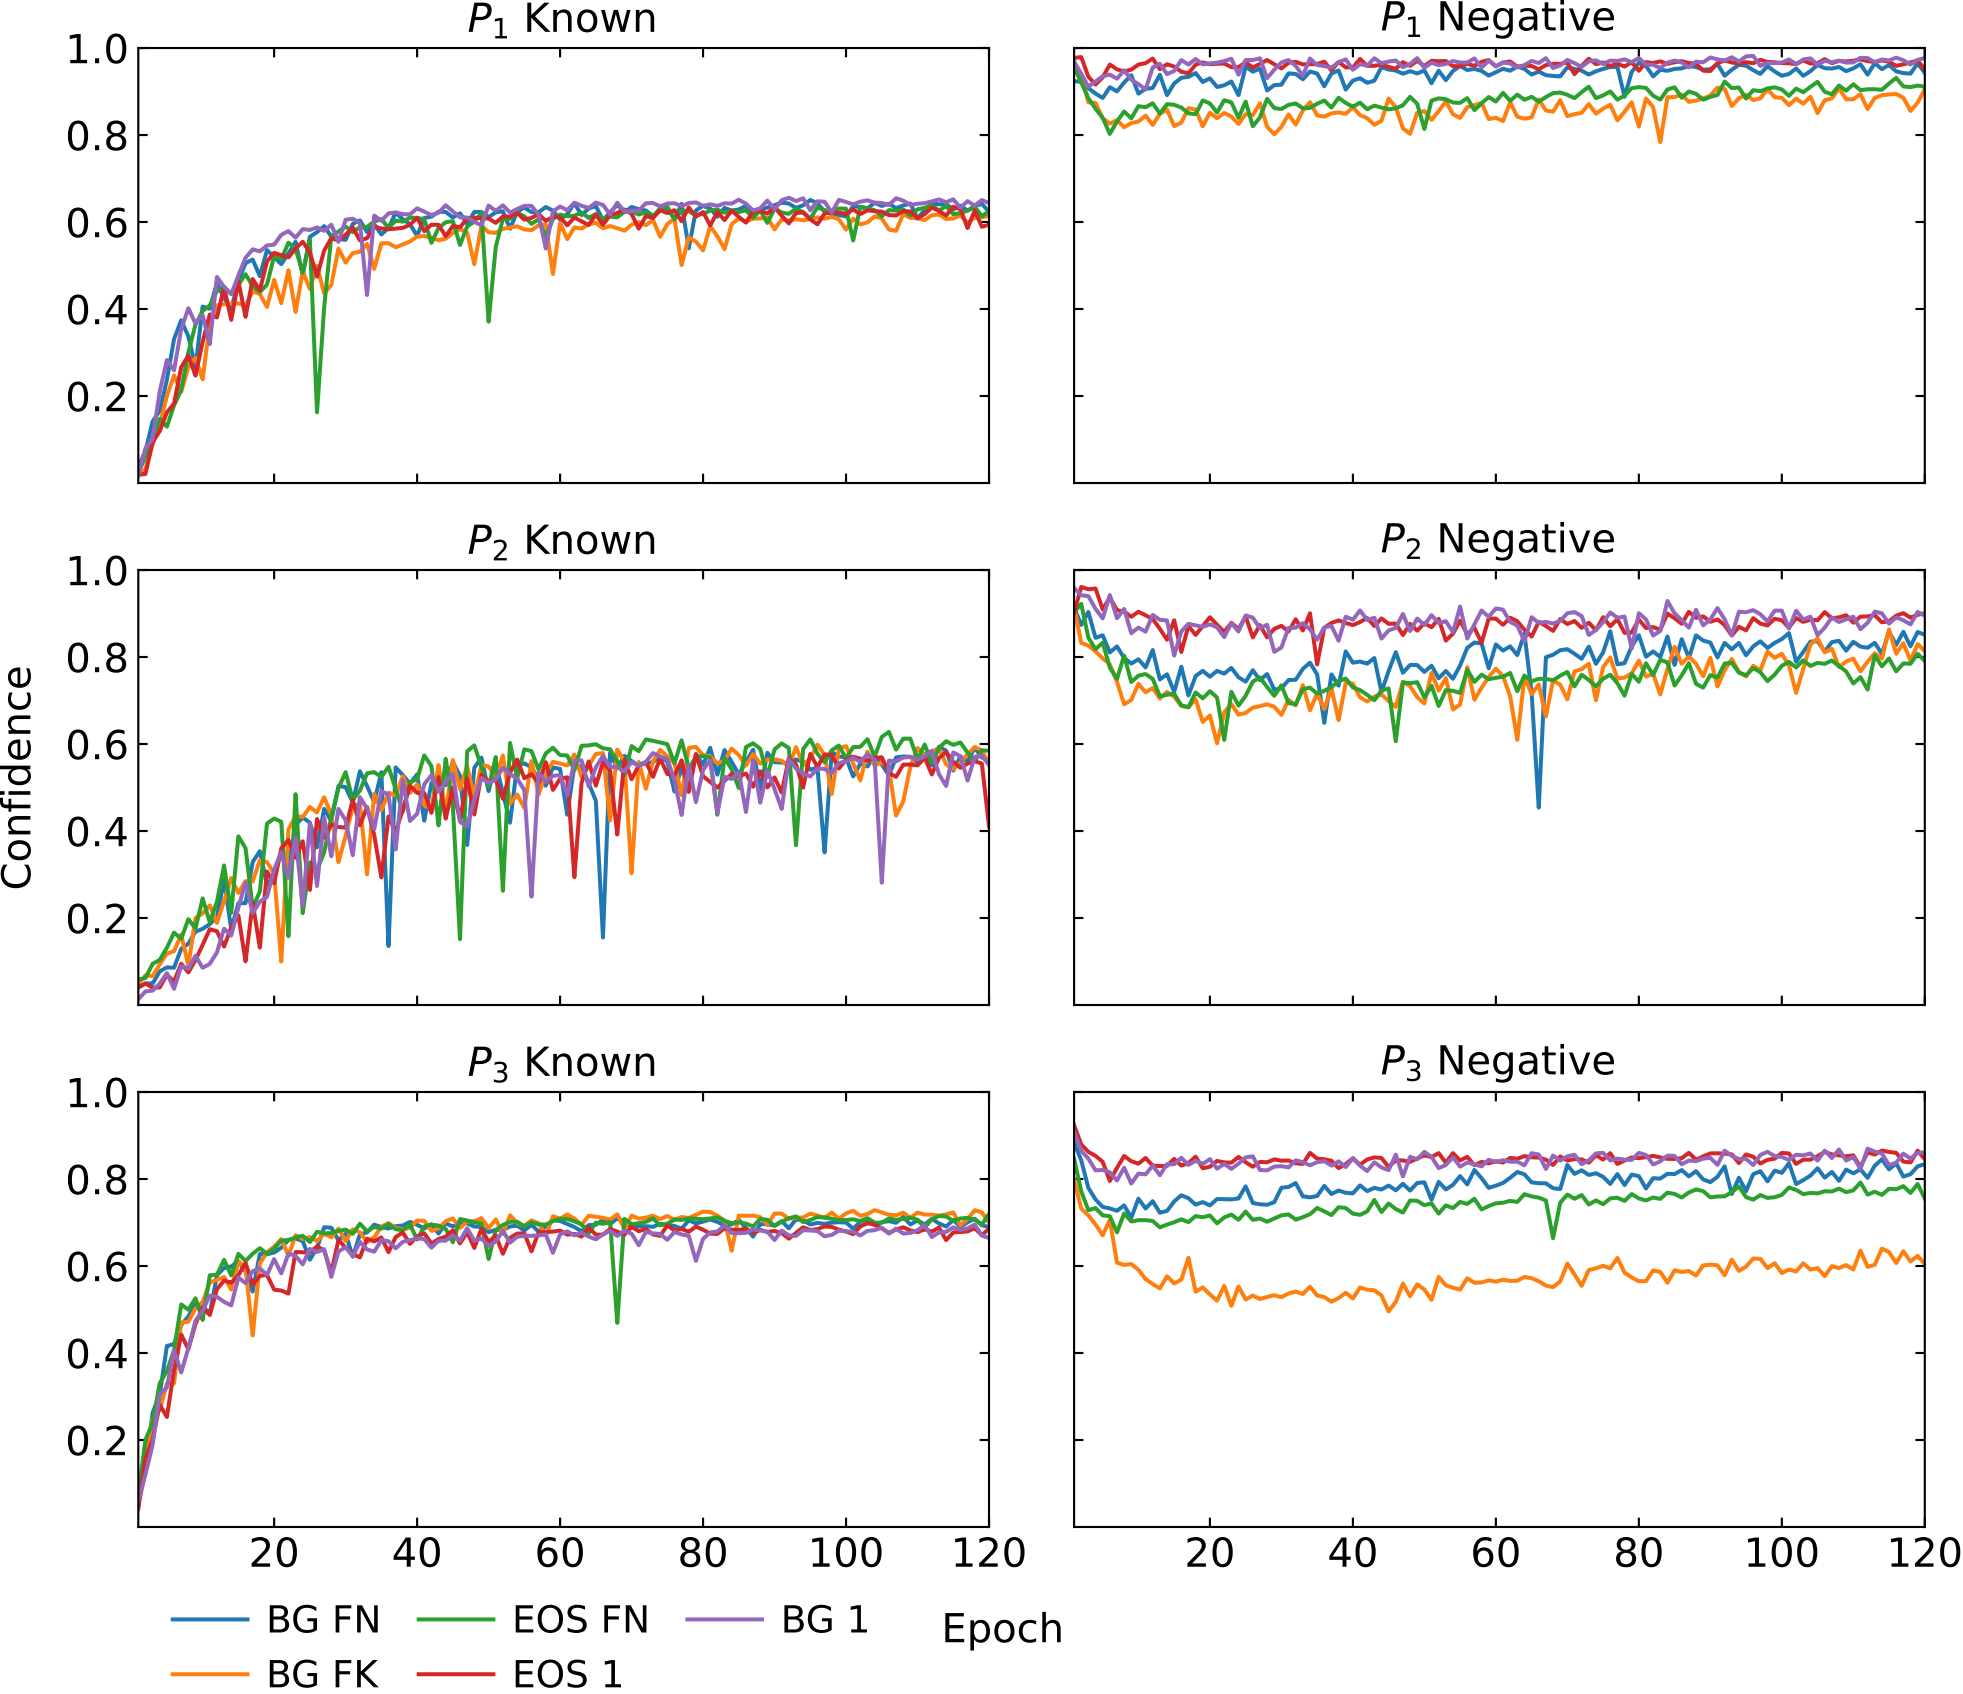 P1 Known
P1 Negative
1.0
0.8
0.6
0.4
0.2
P2 Known
P2 Negative
Confidence
1.0
0.8
0.6
0.4
0.2
20 40 60 80 100 120
P3 Known
P3 Negative
1.0
0.8
0.6
0.4
0.2
20 40 60 80 100 120
BG FN
EOS FN
BG 1
BG FK
EOS 1
Epoch